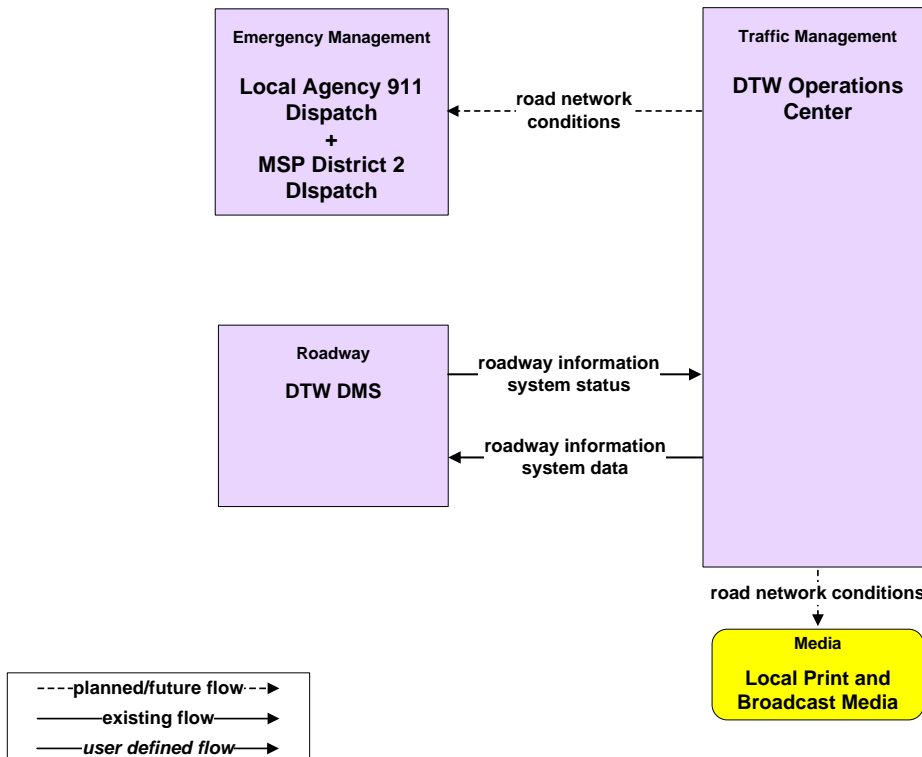 Emergency Management
Local Agency 911
Dispatch
+
MSP District 2
DIspatch
road network
conditions
Traffic Management
DTW Operations
Center
Roadway
DTW DMS
roadway information
system status
roadway information
system data
road network conditions
Media
Local Print and
Broadcast Media
planned/future flow
existing flow
user defined flow